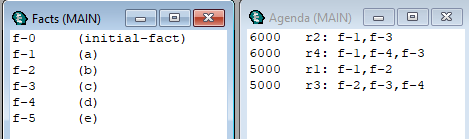 Facts (MAIN)
f-0 (initial-fact)
f-1 (a)
f-2 (b)
f-3 (c)
f-4 (d)
f-5 (e)
Agenda (MAIN)
6000 r2: f-1,f-3
6000 r4: f-1,f-4,f-3
5000 r1: f-1,f-2
5000 r3: f-2,f-3,f-4